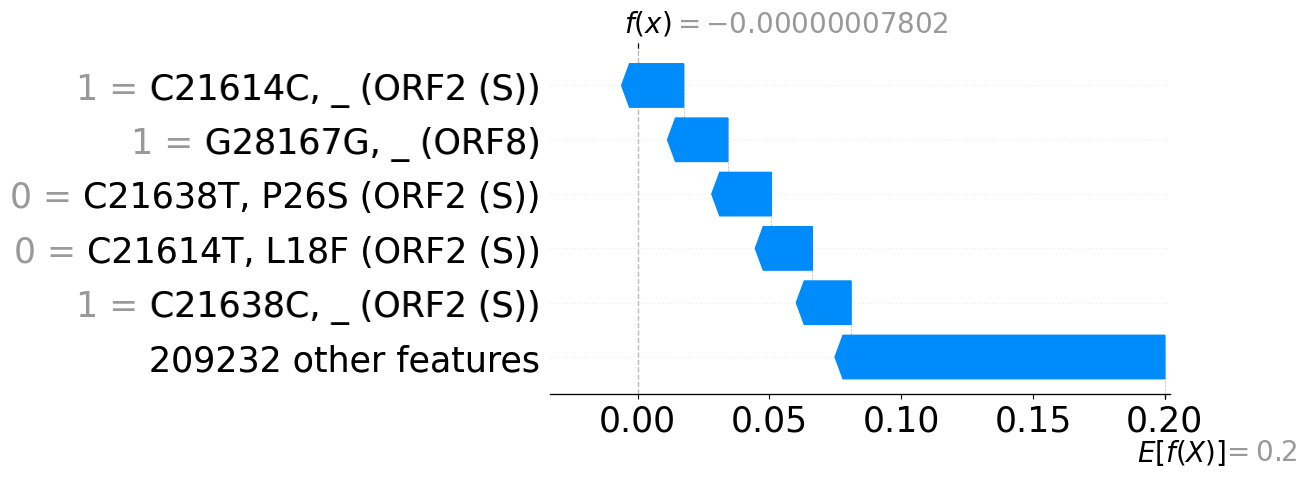 f(x) = −0.00000007802
1 = C21614C, _ (ORF2 (S))
1 = G28167G, _ (ORF8)
0 = C21638T, P26S (ORF2 (S))
0 = C21614T, L18F (ORF2 (S))
1 = C21638C, _ (ORF2 (S))
209232 other features
0.00 0.05 0.10 0.15 0.20
E[f(X)] = 0.2